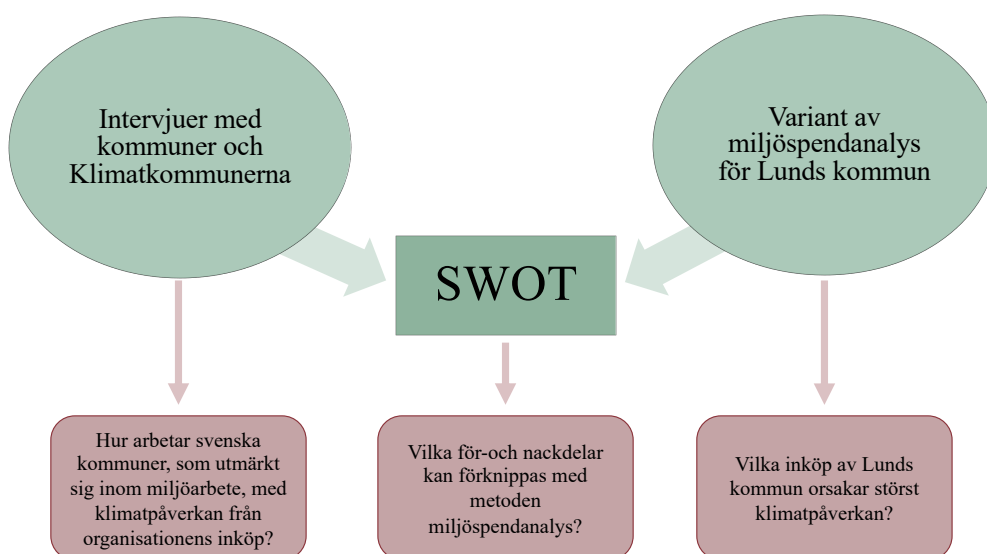 Intervjuer med
kommuner och
Klimatkommunerna
Variant av
miljöspendanalys
för Lunds kommun
SWOT
Hur arbetar svenska
kommuner, som utmärkt
sig inom miljöarbete, med
klimatpåverkan från
organisationens inköp?
Vilka för-och nackdelar
kan förknippas med
metoden
miljöspendanalys?
Vilka inköp av Lunds
kommun orsakar störst
klimatpåverkan?